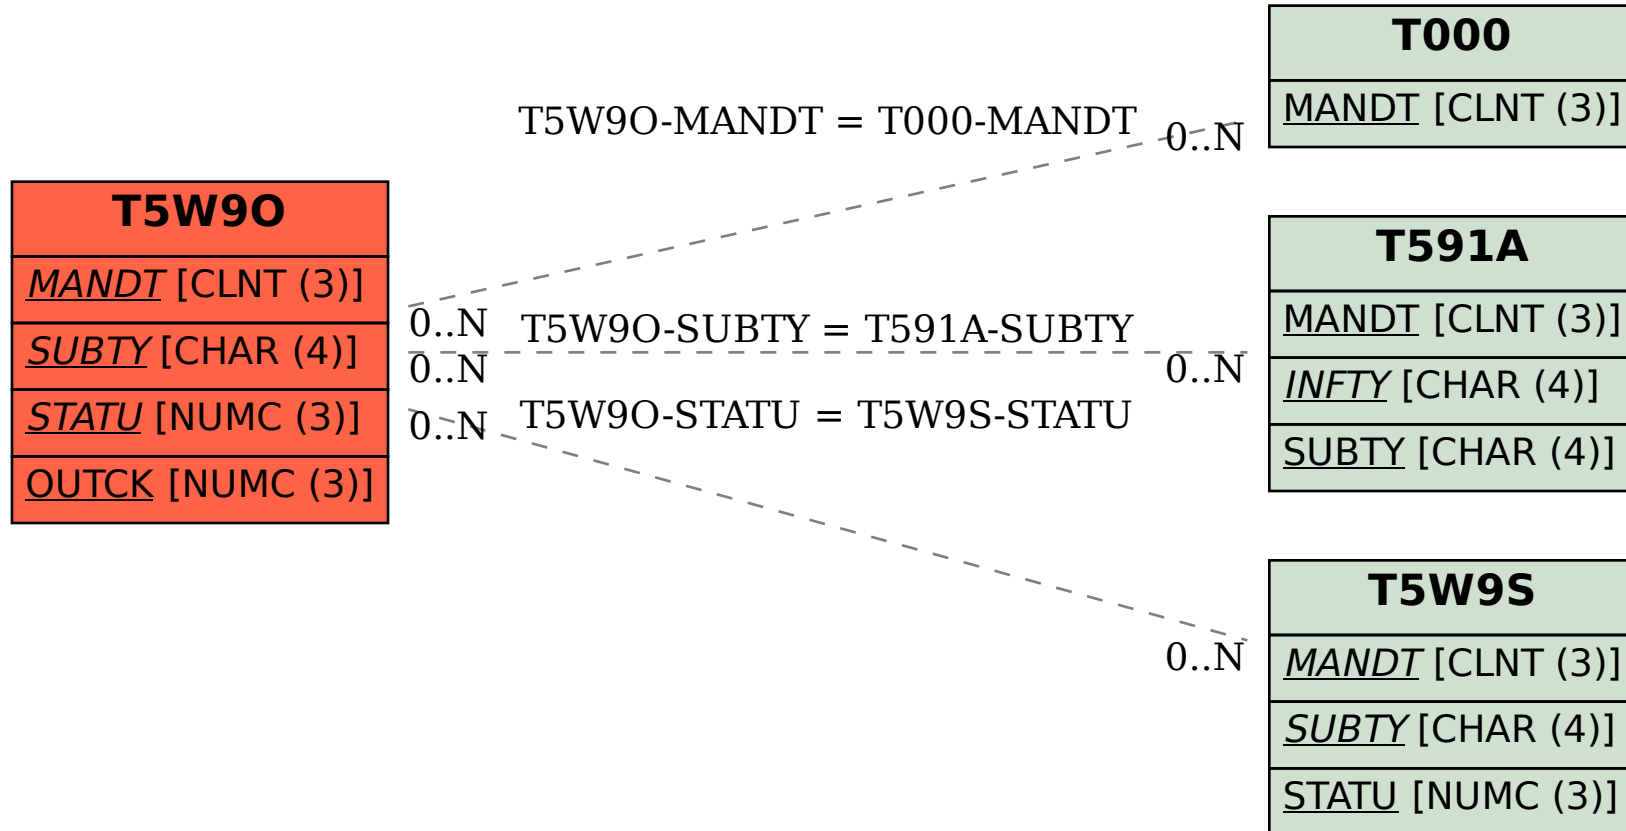 T5W9O
MANDT [CLNT (3)]
SUBTY [CHAR (4)]
STATU [NUMC (3)]
OUTCK [NUMC (3)]
T5W9O-MANDT = T000-MANDT
0..N
0..N
T5W9O-SUBTY = T591A-SUBTY
0..N
0..N
T5W9O-STATU = T5W9S-STATU
0..N
0..N
T000
MANDT [CLNT (3)]
T591A
MANDT [CLNT (3)]
INFTY [CHAR (4)]
SUBTY [CHAR (4)]
T5W9S
MANDT [CLNT (3)]
SUBTY [CHAR (4)]
STATU [NUMC (3)]